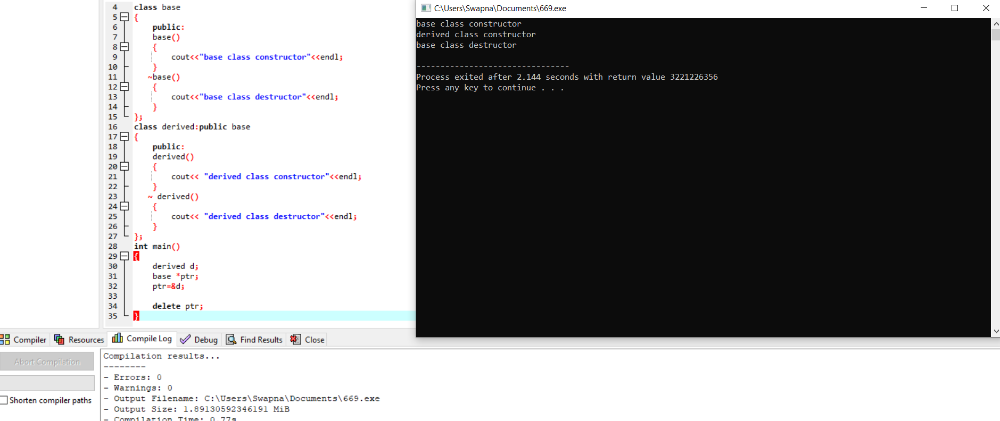 4 class base
5 {
6 public:
7 base()
8 {
9 cout<<"base class constructor"<<endl;
10 }
11 ~base()
12 {
13 cout<<"base class destructor"<<endl;
14 }
15 };
16 class derived:public base
17 {
18 public:
19 derived()
20 {
21 cout<< "derived class constructor"<<endl;
22 }
23 ~ derived()
24 {
25 cout<< "derived class destructor"<<endl;
26 }
27 };
28 int main()
29 {
30 derived d;
31 base *ptr;
32 ptr=&d;
33
34 delete ptr;
35 }
C:\Users\Swapna\Documents\669.exe
base class constructor
derived class constructor
base class destructor
--------------------------------
Process exited after 2.144 seconds with return value 3221226356
Press any key to continue . . .
Compiler Resources Compile Log Debug Find Results Close
Abort Compilation
Shorten compiler paths
Compilation results...
--------
- Errors: 0
- Warnings: 0
- Output Filename: C:\Users\Swapna\Documents\669.exe
- Output Size: 1.89130592346191 MiB
- Compilation Time: 0.77s